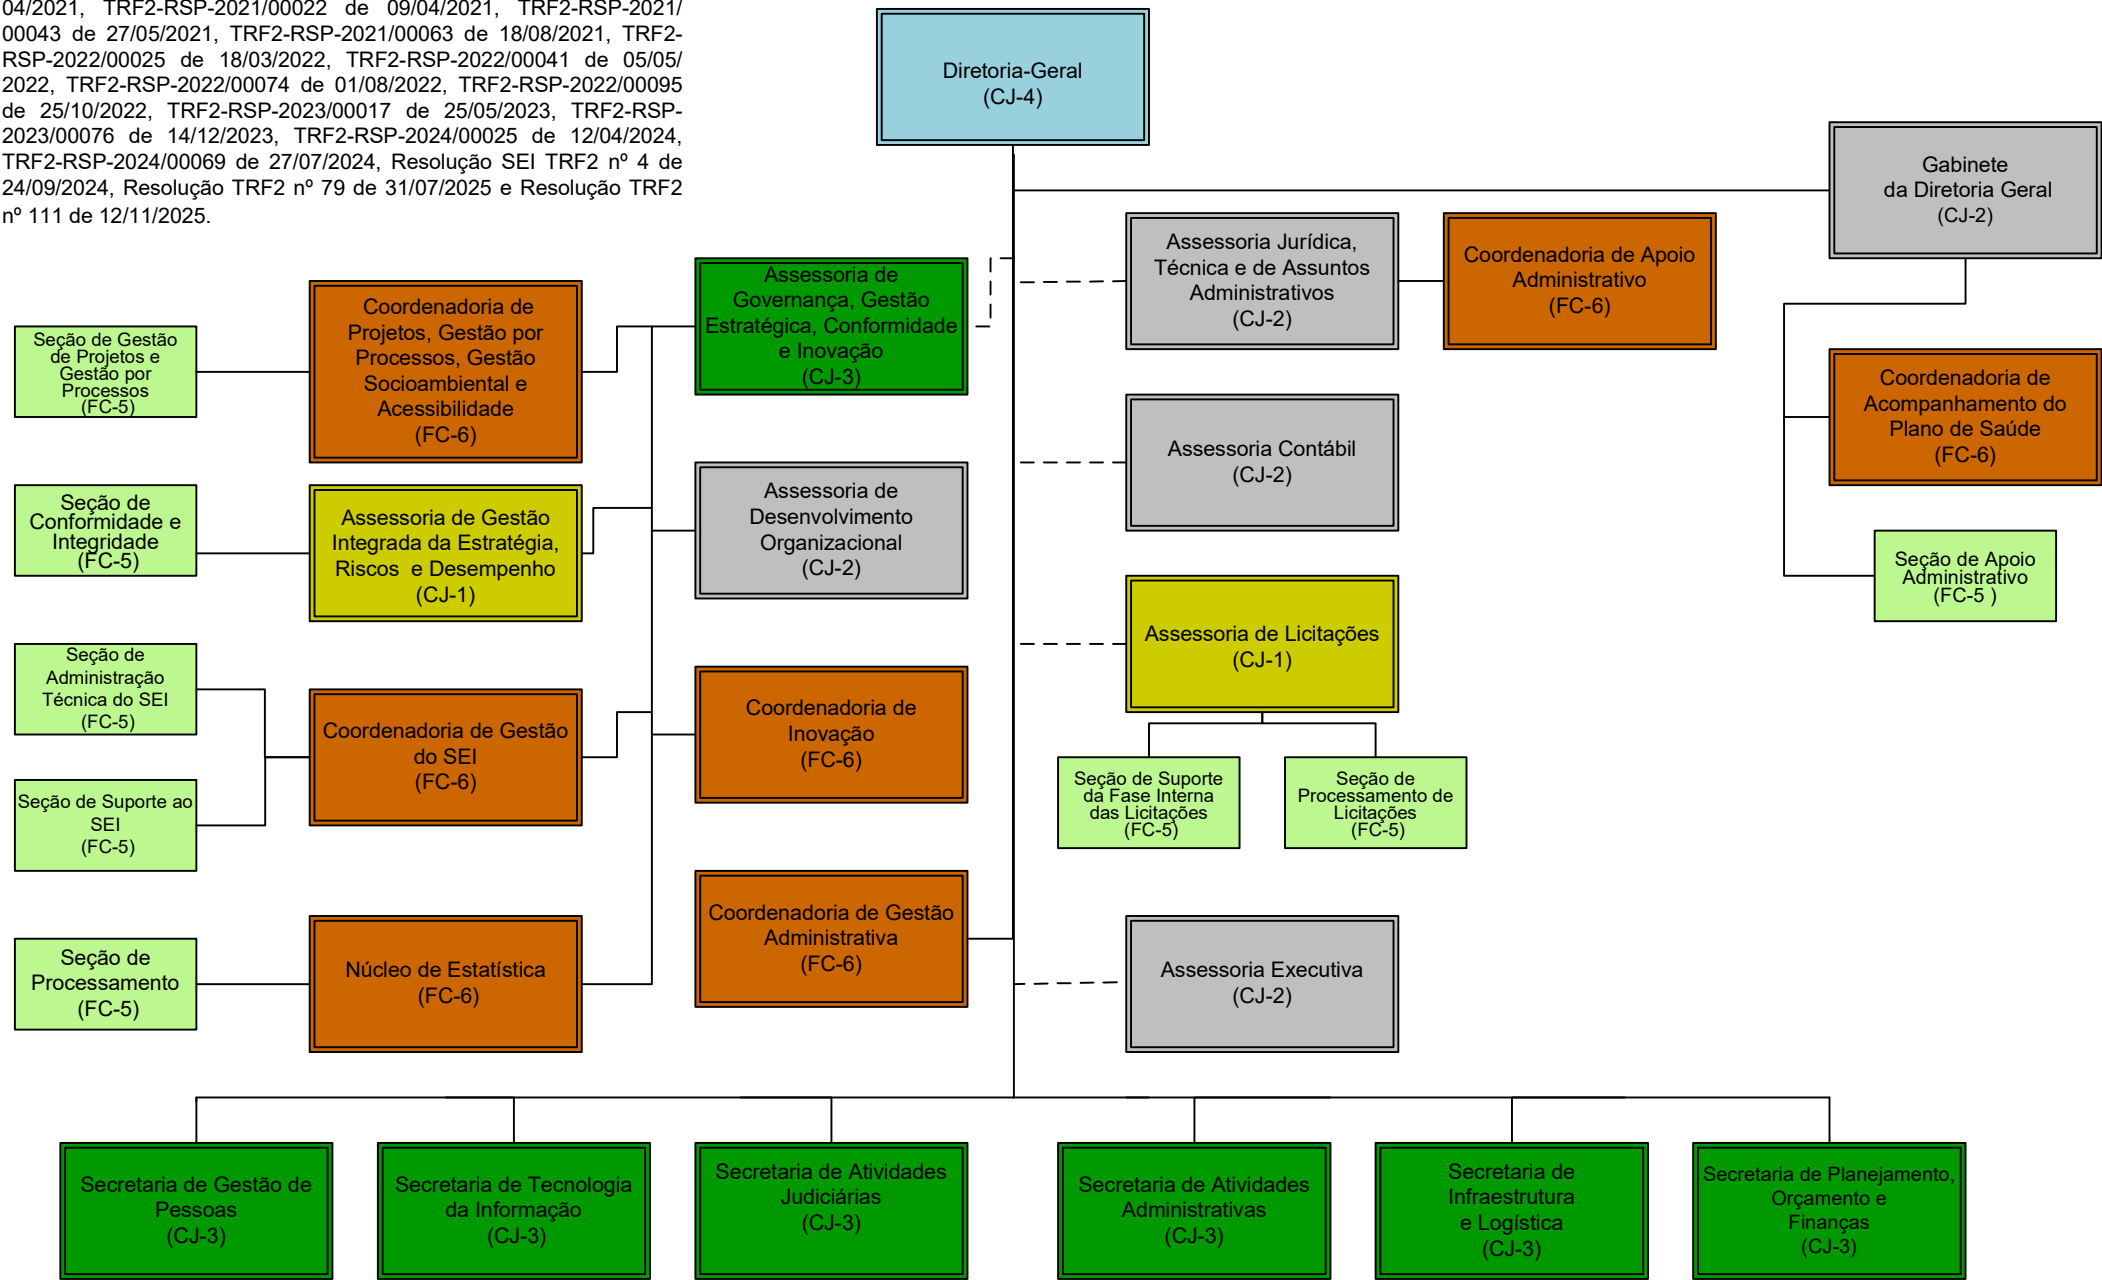 04/2021, TRF2-RSP-2021/00022 de 09/04/2021, TRF2-RSP-2021/
00043 de 27/05/2021, TRF2-RSP-2021/00063 de 18/08/2021, TRF2-
RSP-2022/00025 de 18/03/2022, TRF2-RSP-2022/00041 de 05/05/
2022, TRF2-RSP-2022/00074 de 01/08/2022, TRF2-RSP-2022/00095
de 25/10/2022, TRF2-RSP-2023/00017 de 25/05/2023, TRF2-RSP-
2023/00076 de 14/12/2023, TRF2-RSP-2024/00025 de 12/04/2024,
TRF2-RSP-2024/00069 de 27/07/2024, Resolução SEI TRF2 nº 4 de
24/09/2024, Resolução TRF2 nº 79 de 31/07/2025 e Resolução TRF2
nº 111 de 12/11/2025.
Diretoria-Geral
(CJ-4)
Gabinete
da Diretoria Geral
(CJ-2)
Assessoria Jurídica,
Técnica e de Assuntos
Administrativos
(CJ-2)
Coordenadoria de Apoio
Administrativo
(FC-6)
Assessoria de
Governança, Gestão
Estratégica, Conformidade
e Inovação
(CJ-3)
Coordenadoria de
Projetos, Gestão por
Processos, Gestão
Socioambiental e
Acessibilidade
(FC-6)
Seção de Gestão
de Projetos e
Gestão por
Processos
(FC-5)
Coordenadoria de
Acompanhamento do
Plano de Saúde
(FC-6)
Assessoria Contábil
(CJ-2)
Assessoria de
Desenvolvimento
Organizacional
(CJ-2)
Assessoria de Gestão
Integrada da Estratégia,
Riscos e Desempenho
(CJ-1)
Seção de
Conformidade e
Integridade
(FC-5)
Seção de Apoio
Administrativo
(FC-5 )
Assessoria de Licitações
(CJ-1)
Seção de
Administração
Técnica do SEI
(FC-5)
Coordenadoria de Gestão
do SEI
(FC-6)
Coordenadoria de
Inovação
(FC-6)
Seção de Suporte
da Fase Interna
das Licitações
(FC-5)
Seção de
Processamento de
Licitações
(FC-5)
Seção de Suporte ao
SEI
(FC-5)
Coordenadoria de Gestão
Administrativa
(FC-6)
Seção de
Processamento
(FC-5)
Núcleo de Estatística
(FC-6)
Assessoria Executiva
(CJ-2)
Secretaria de Gestão de
Pessoas
(CJ-3)
Secretaria de Tecnologia
da Informação
(CJ-3)
Secretaria de Atividades
Judiciárias
(CJ-3)
Secretaria de Atividades
Administrativas
(CJ-3)
Secretaria de
Infraestrutura
e Logística
(CJ-3)
Secretaria de Planejamento,
Orçamento e
Finanças
(CJ-3)